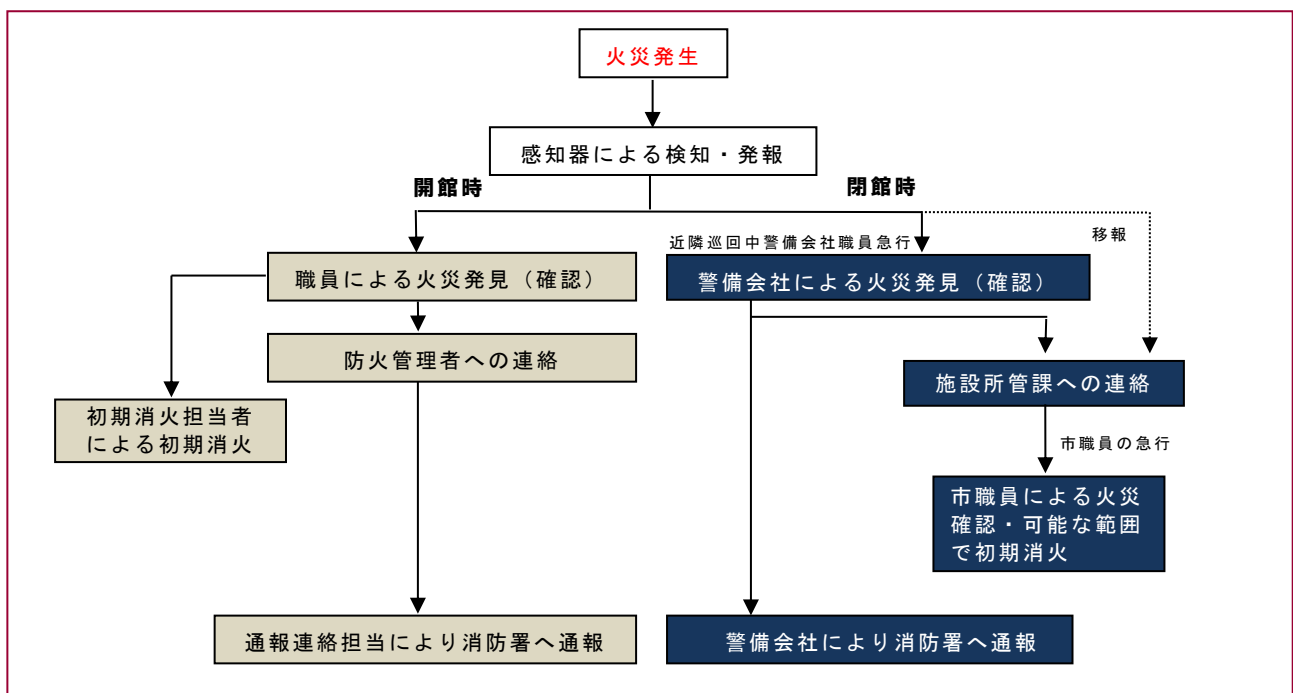 火災発生
感知器による検知・発報
開館時
閉館時
近隣巡回中警備会社職員急行
移報
職員による火災発見（確認）
警備会社による火災発見（確認）
防火管理者への連絡
施設所管課への連絡
初期消火担当者
による初期消火
市職員の急行
市職員による火災
確認・可能な範囲
で初期消火
通報連絡担当により消防署へ通報
警備会社により消防署へ通報